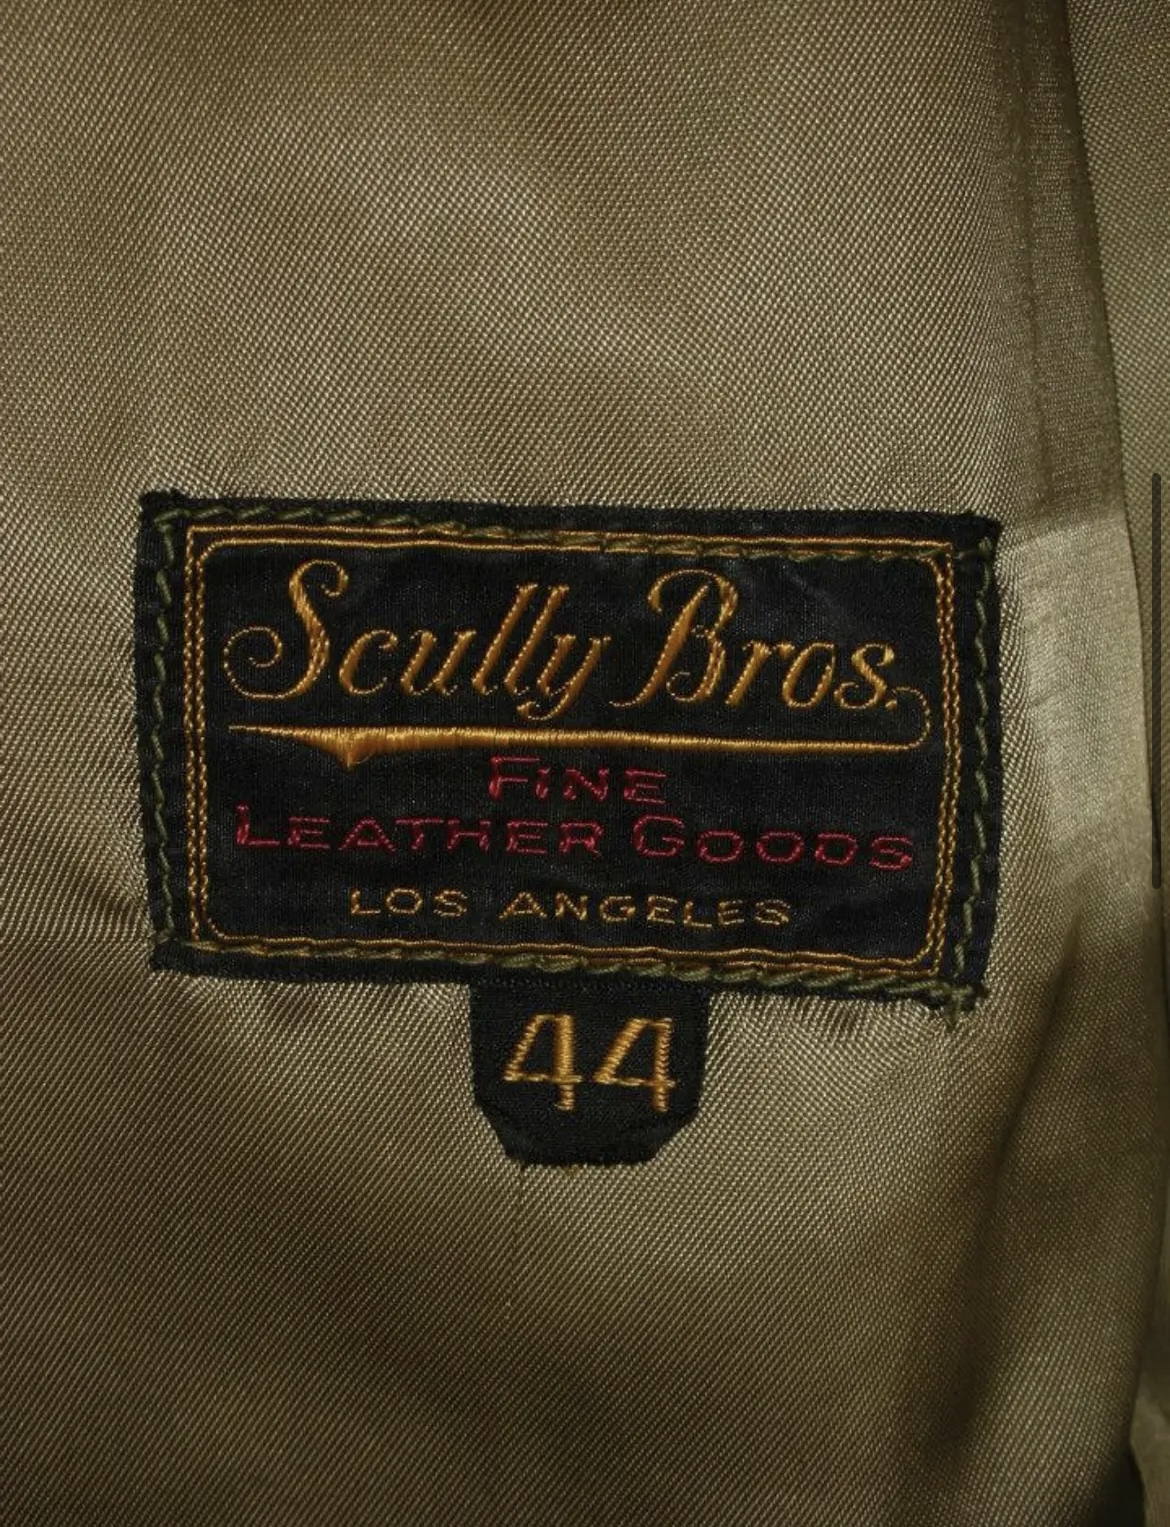 Scully Bros.
FINE
LEATHER GOODS
LOS ANGELES
44